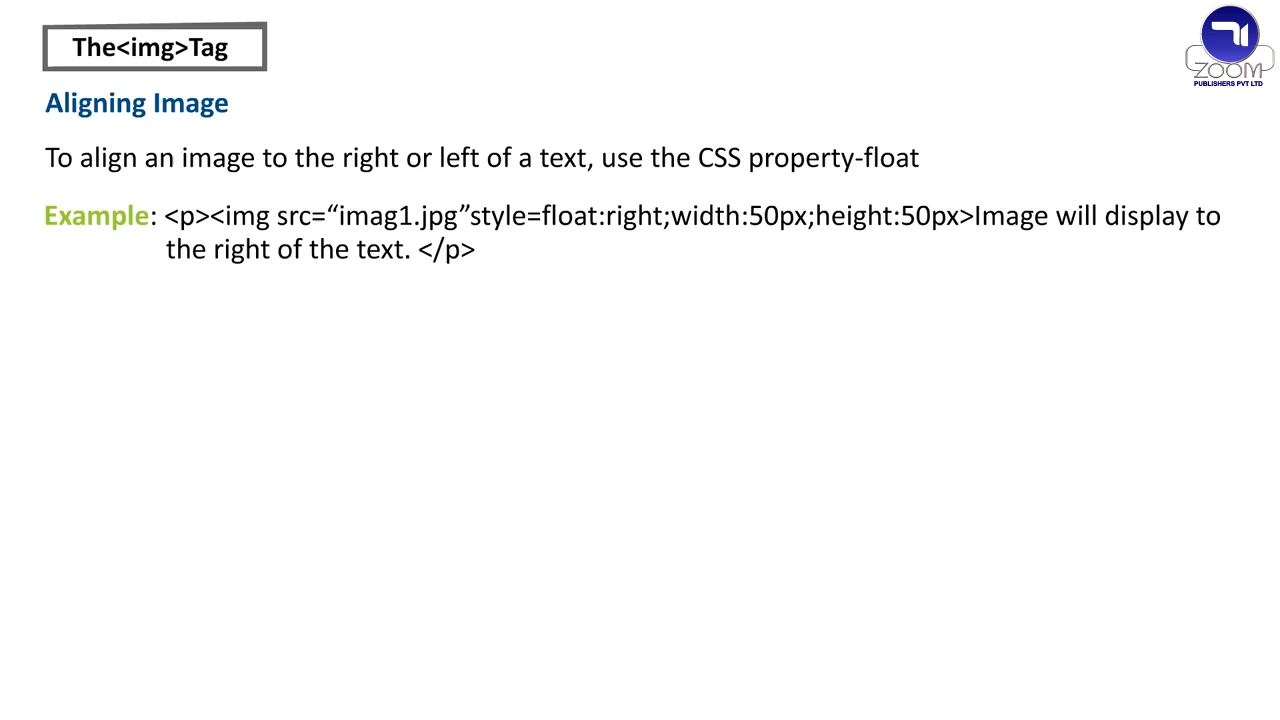 The<img>Tag
ZOOM
PUBLISHERS PVT LTD
Aligning Image
To align an image to the right or left of a text, use the CSS property-float
Example: <p><img src=“imag1.jpg”style=float:right;width:50px;height:50px>Image will display to
the right of the text. </p>